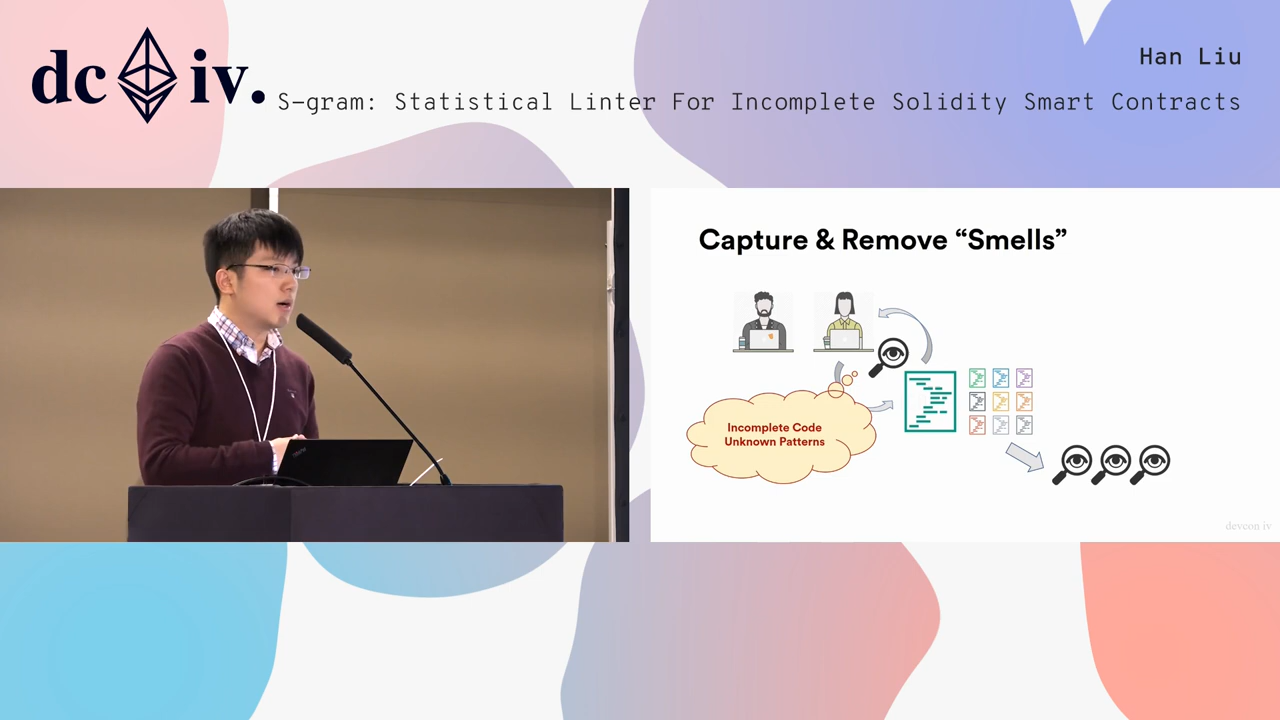 dc iv.
Han Liu
S-gram: Statistical Linter For Incomplete Solidity Smart Contracts
Capture & Remove “Smells”
Incomplete Code
Unknown Patterns
devcon iv